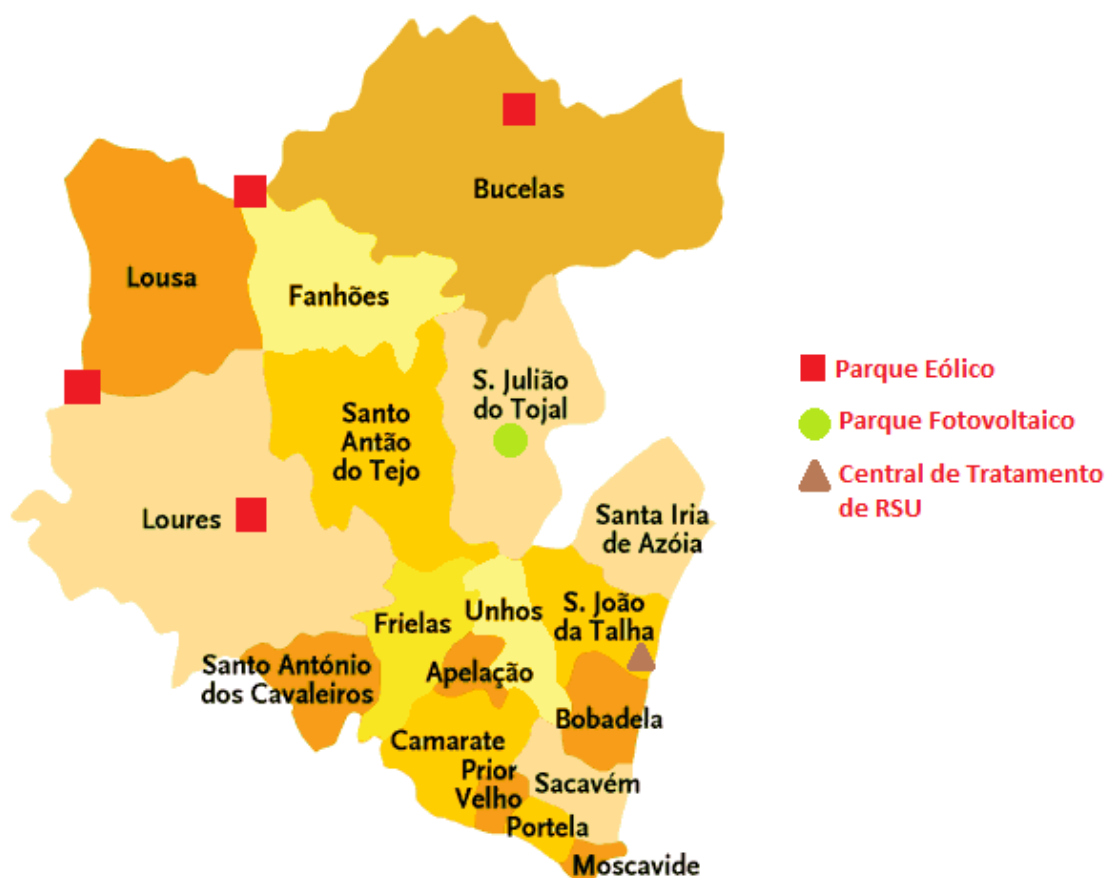 Bucelas
Lousa
Fanhões
S. Julião
do Tojal
Santo
Antão
do Tejo
Loures
Santa Iria
de Azóia
Unhos
S. João
da Talha
Frielas
Santo António
dos Cavaleiros
Apelação
Bobadela
Camarate
Prior
Velho
Sacavém
Portela
Moscavide
Parque Eólico
Parque Fotovoltaico
Central de Tratamento
de RSU